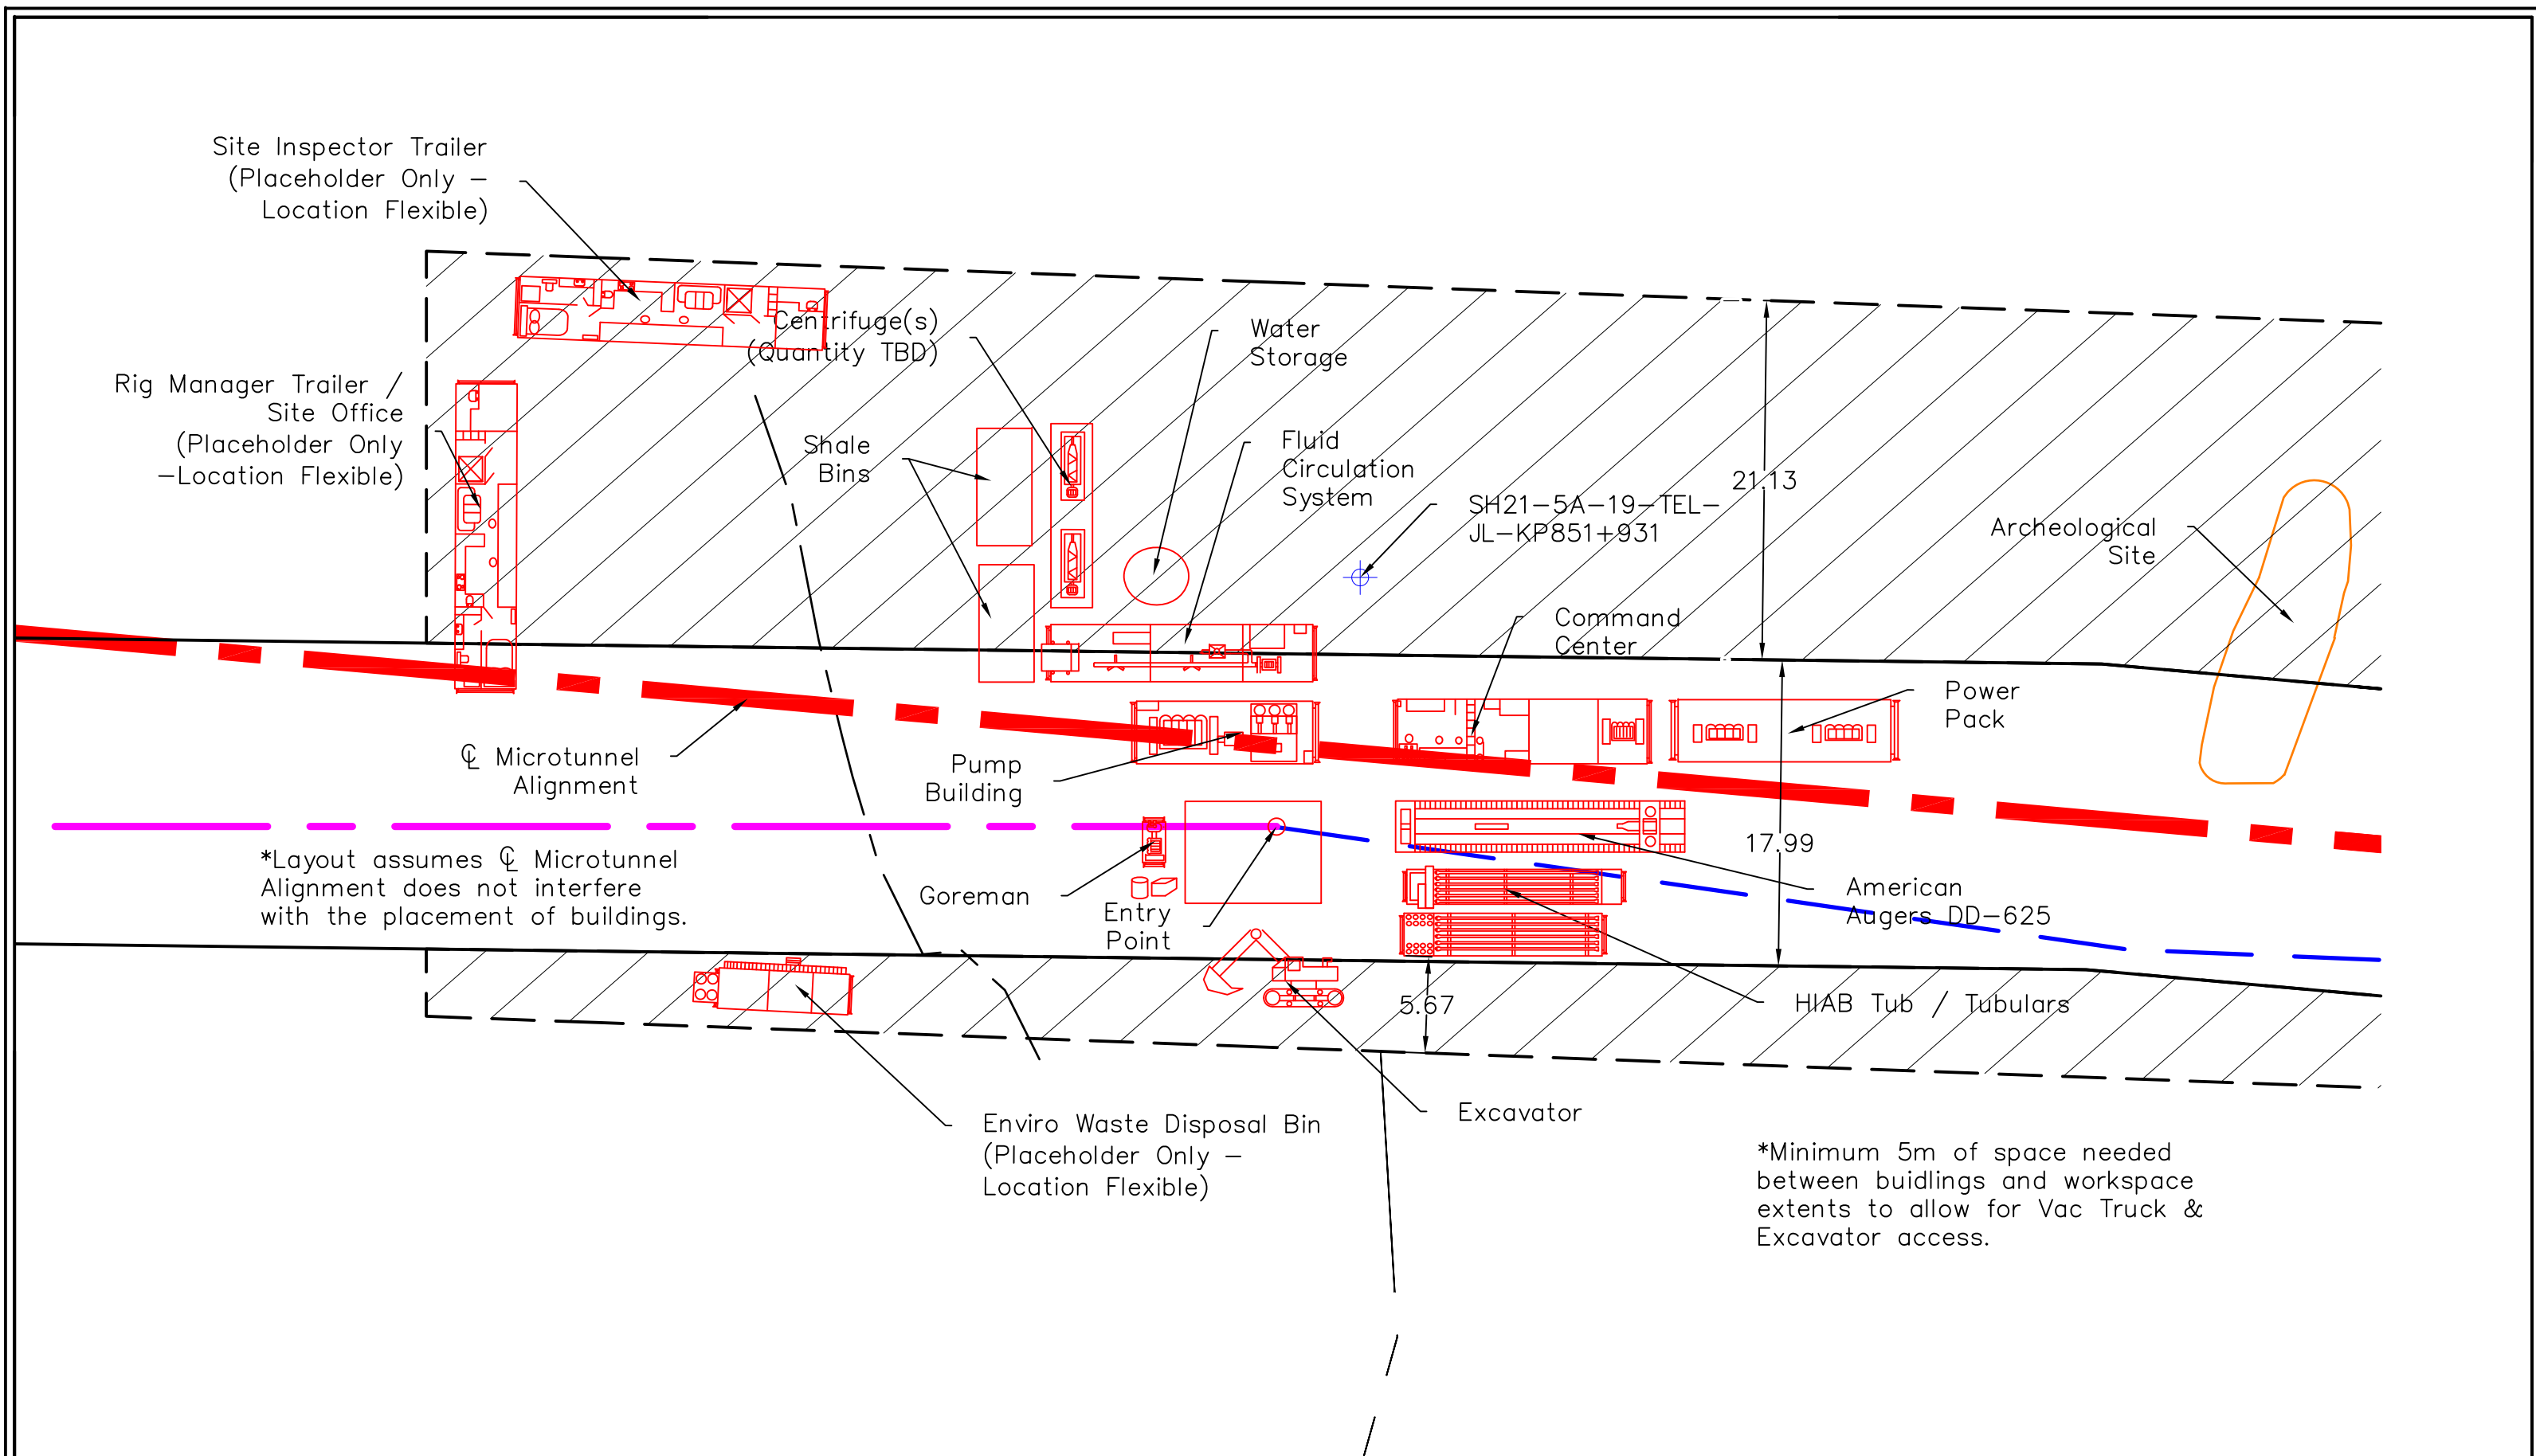 Site Inspector Trailer
(Placeholder Only –
Location Flexible)
Centrifuge(s)
(Quantity TBD)
Water
Storage
Rig Manager Trailer /
Site Office
(Placeholder Only
–Location Flexible)
Shale
Bins
Fluid
Circulation
System
21.13
SH21–5A–19–TEL–
JL–KP851+931
Archeological
Site
Command
Center
Power
Pack
℄ Microtunnel
Alignment
Pump
Building
17.99
*Layout assumes ℄ Microtunnel
Alignment does not interfere
with the placement of buildings.
Goreman
Entry
Point
American
Augers DD–625
5.67
HIAB Tub / Tubulars
Enviro Waste Disposal Bin
(Placeholder Only –
Location Flexible)
Excavator
*Minimum 5m of space needed
between buidlings and workspace
extents to allow for Vac Truck &
Excavator access.